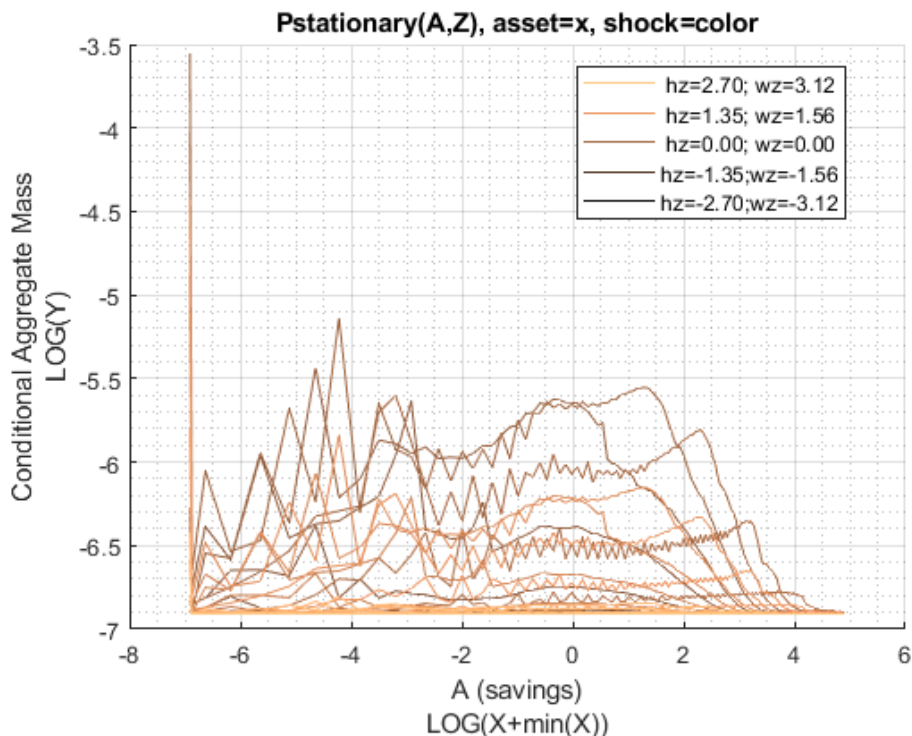 Pstationary(A,Z), asset=x, shock=color
-3.5
-4
-4.5
-5
-5.5
-6
-6.5
-7
Conditional Aggregate Mass
LOG(Y)
hz=2.70; wz=3.12
hz=1.35; wz=1.56
hz=0.00; wz=0.00
hz=-1.35;wz=-1.56
hz=-2.70;wz=-3.12
-8 -6 -4 -2 0 2 4 6
A (savings)
LOG(X+min(X))